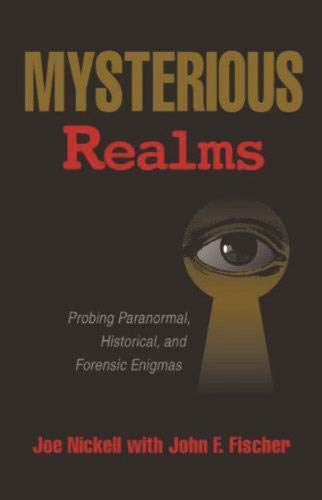 MYSTERIOUS
Realms
Probing Paranormal,
Historical, and
Forensic Enigmas
Joe Nickell with John F. Fischer